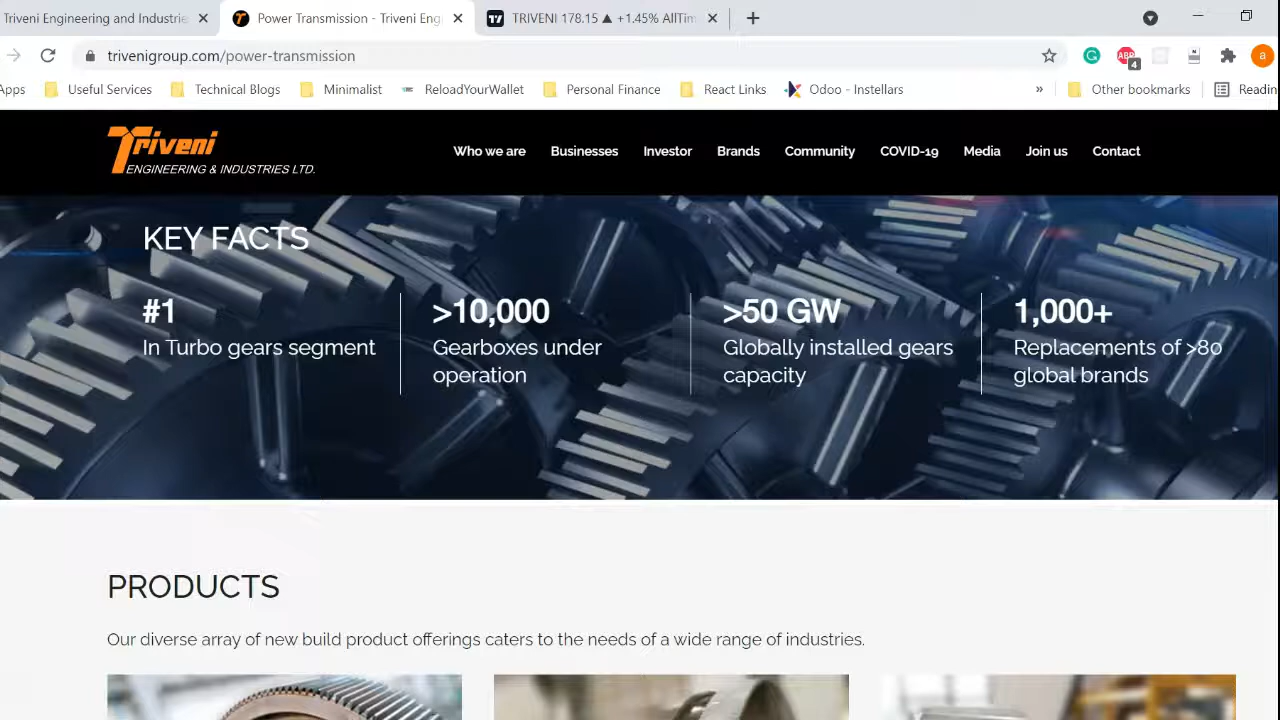 Triveni Engineering and Industrie
Power Transmission - Triveni Eng
TRIVENI 178.15 ▲ +1.45% AllTim
trivenigroup.com/power-transmission
4
a
Apps
Useful Services
Technical Blogs
Minimalist
ReloadYourWallet
Personal Finance
React Links
Odoo - Instellars
»
Other bookmarks
Readin
Triveni
ENGINEERING & INDUSTRIES LTD.
Who we are
Businesses
Investor
Brands
Community
COVID-19
Media
Join us
Contact
KEY FACTS
#1
In Turbo gears segment
>10,000
Gearboxes under
operation
>50 GW
Globally installed gears
capacity
1,000+
Replacements of >80
global brands
PRODUCTS
Our diverse array of new build product offerings caters to the needs of a wide range of industries.